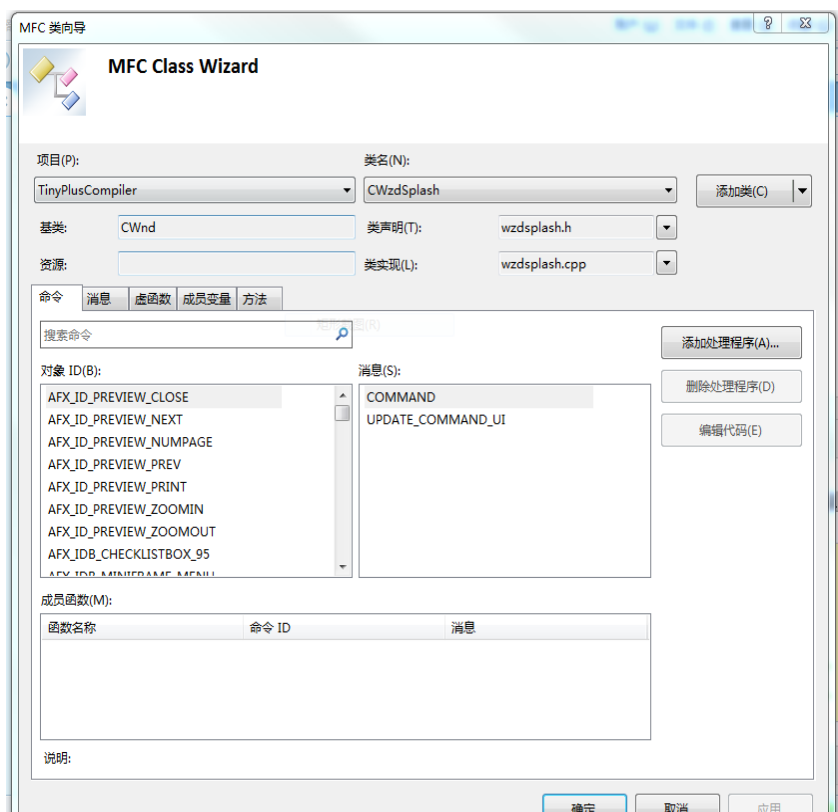 MFC 类向导
MFC Class Wizard
项目(P):
类名(N):
TinyPlusCompiler
CWzdSplash
添加类(C)
基类:
CWnd
类声明(T):
wzdsplash.h
资源:
类实现(L):
wzdsplash.cpp
命令
消息
虚函数
成员变量
方法
搜索命令
添加处理程序(A)...
对象 ID(B):
消息(S):
删除处理程序(D)
AFX_ID_PREVIEW_CLOSE
COMMAND
AFX_ID_PREVIEW_NEXT
UPDATE_COMMAND_UI
编辑代码(E)
AFX_ID_PREVIEW_NUMPAGE
AFX_ID_PREVIEW_PREV
AFX_ID_PREVIEW_PRINT
AFX_ID_PREVIEW_ZOOMIN
AFX_ID_PREVIEW_ZOOMOUT
AFX_IDB_CHECKLISTBOX_95
AFX_IDB_MINIFRAME_MENU
成员函数(M):
函数名称
命令 ID
消息
说明:
确定
取消
应用